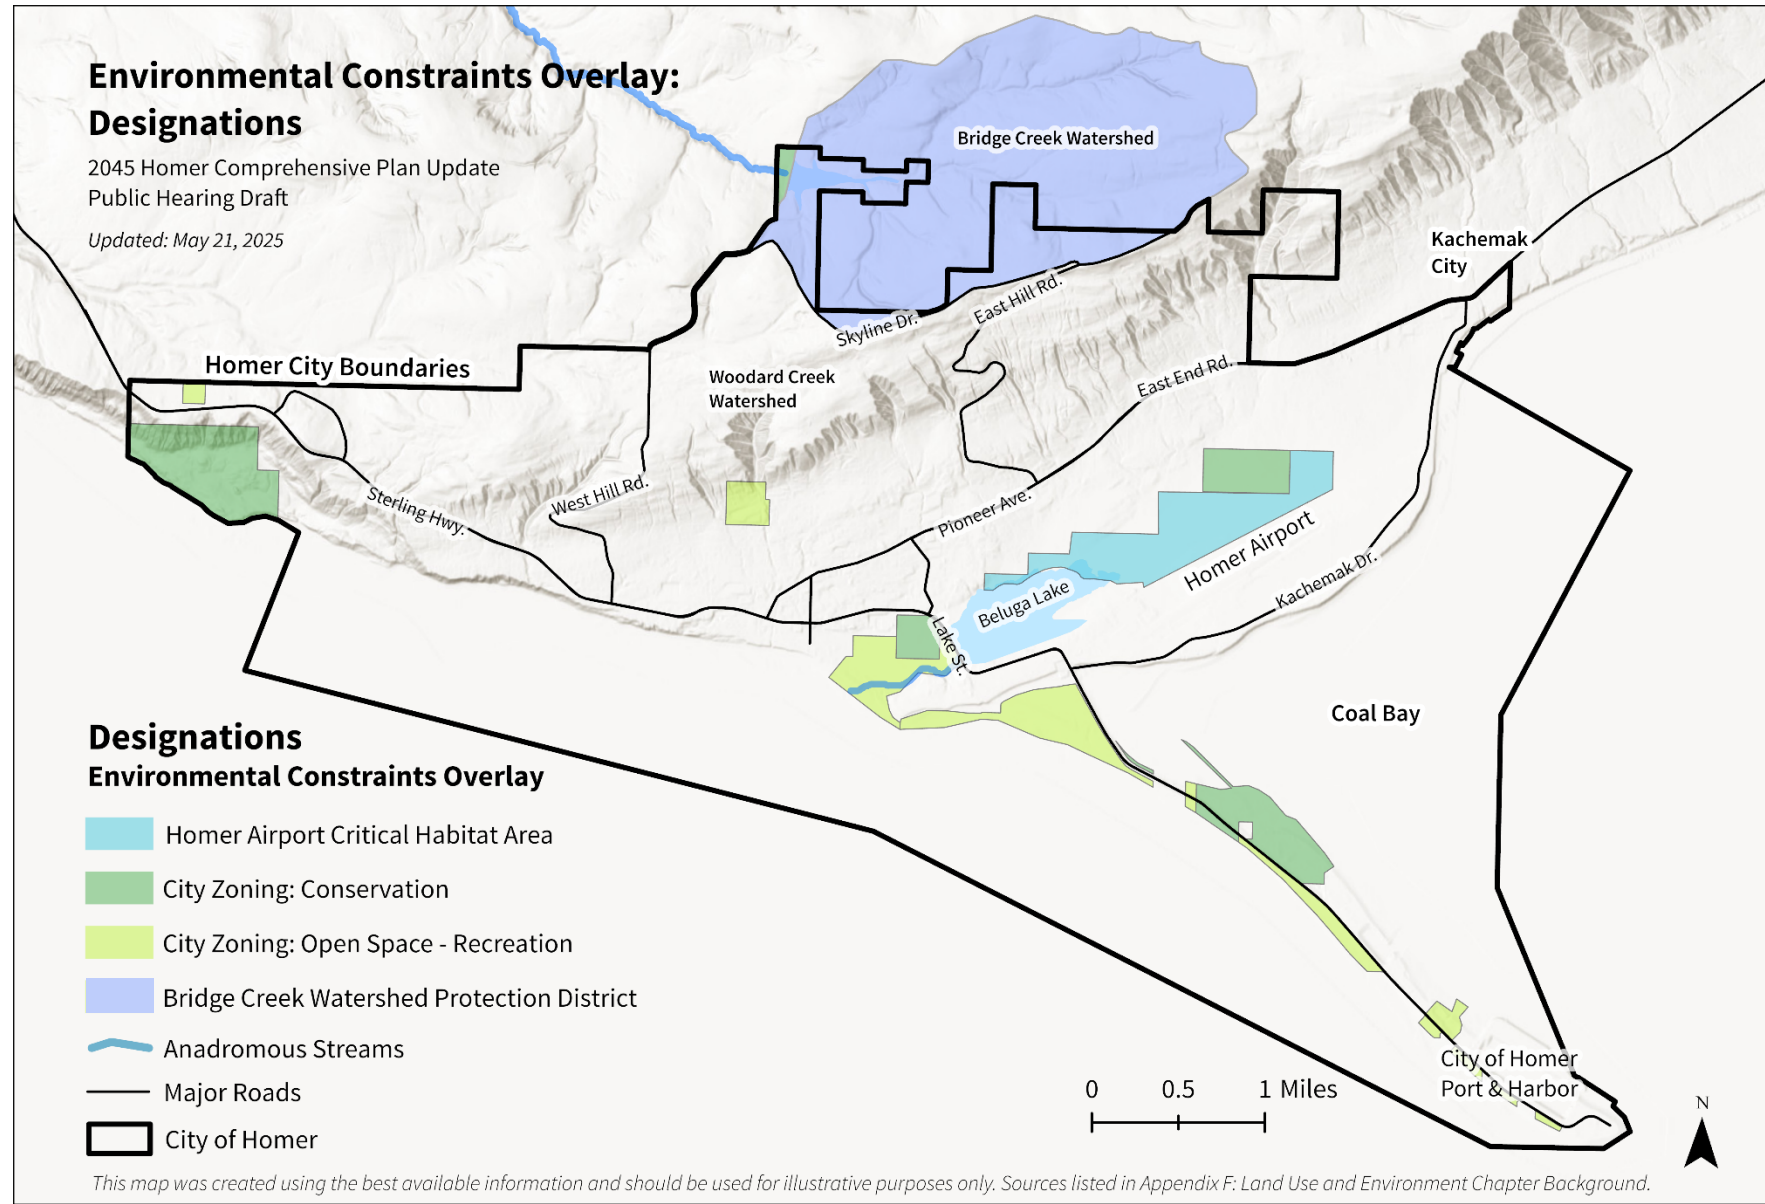 Environmental Constraints Overlay:
Designations
2045 Homer Comprehensive Plan Update
Public Hearing Draft
Updated: May 21, 2025
Bridge Creek Watershed
Kachemak
City
East Hill Rd.
Skyline Dr.
Homer City Boundaries
Woodard Creek
Watershed
East End Rd.
Sterling Hwy.
West Hill Rd.
Pioneer Ave.
Homer Airport
Kachemak Dr.
Beluga Lake
Lake St.
Coal Bay
Designations
Environmental Constraints Overlay
Homer Airport Critical Habitat Area
City Zoning: Conservation
City Zoning: Open Space - Recreation
Bridge Creek Watershed Protection District
Anadromous Streams
Major Roads
City of Homer
City of Homer
Port & Harbor
0 0.5 1 Miles
N
This map was created using the best available information and should be used for illustrative purposes only. Sources listed in Appendix F: Land Use and Environment Chapter Background.